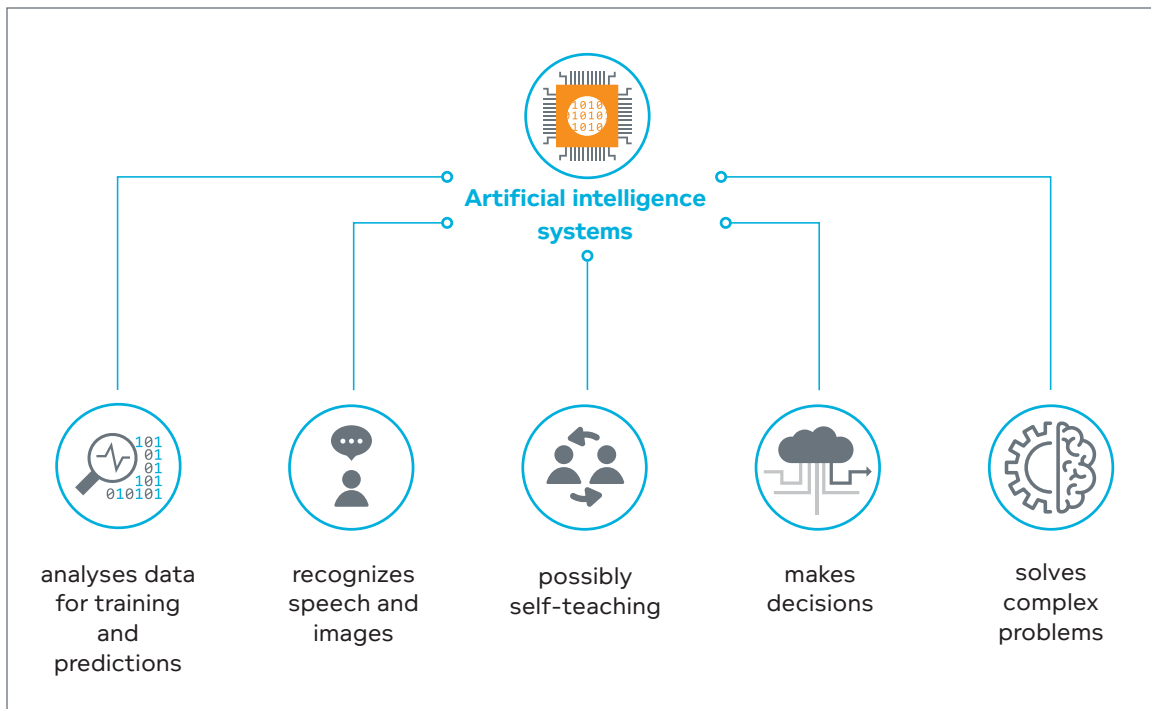 1010
010101
1010
Artificial intelligence
systems
101
01
01
101
010101
analyses data
for training
and
predictions
recognizes
speech and
images
possibly
self-teaching
makes
decisions
solves
complex
problems